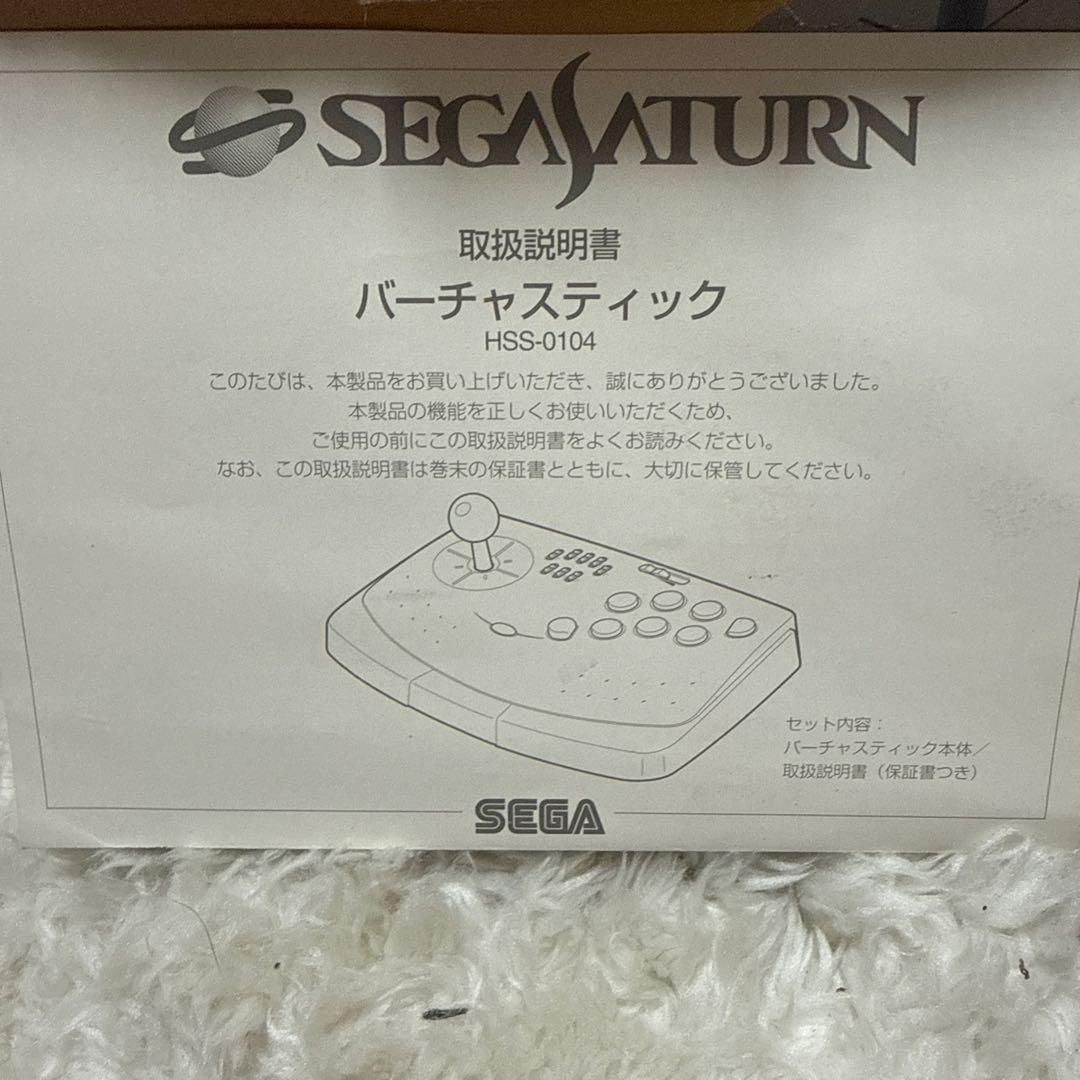 SEGA SATURN
取扱説明書
バーチャスティック
HSS-0104
このたびは、本製品をお買い上げいただき、誠にありがとうございました。
本製品の機能を正しくお使いいただくため、
ご使用の前にこの取扱説明書をよくお読みください。
なお、この取扱説明書は巻末の保証書とともに、大切に保管してください。
セット内容：
バーチャスティック本体／
取扱説明書（保証書つき）
SEGA